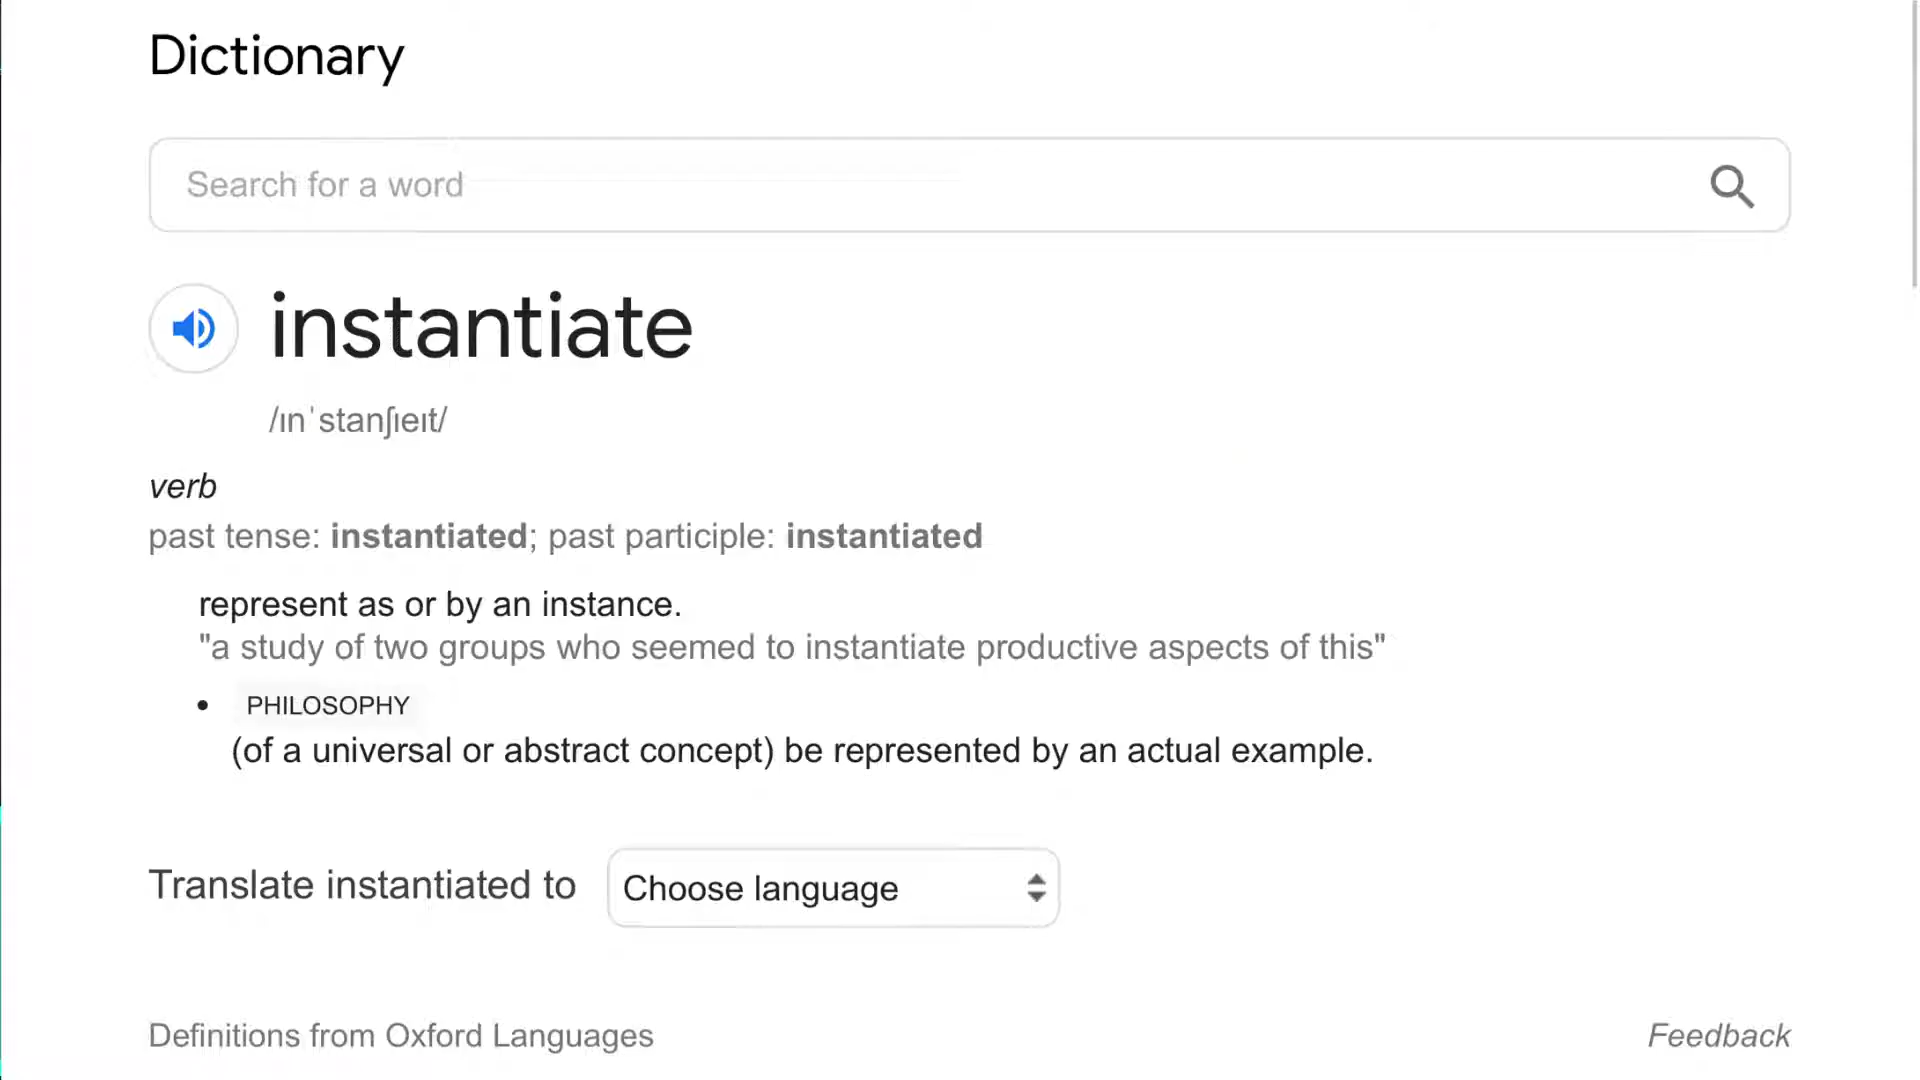 Dictionary
Search for a word
instantiate
/ɪnˈstanʃɪeɪt/
verb
past tense: instantiated; past participle: instantiated
represent as or by an instance.
"a study of two groups who seemed to instantiate productive aspects of this"
• PHILOSOPHY
(of a universal or abstract concept) be represented by an actual example.
Translate instantiated to Choose language
Definitions from Oxford Languages Feedback